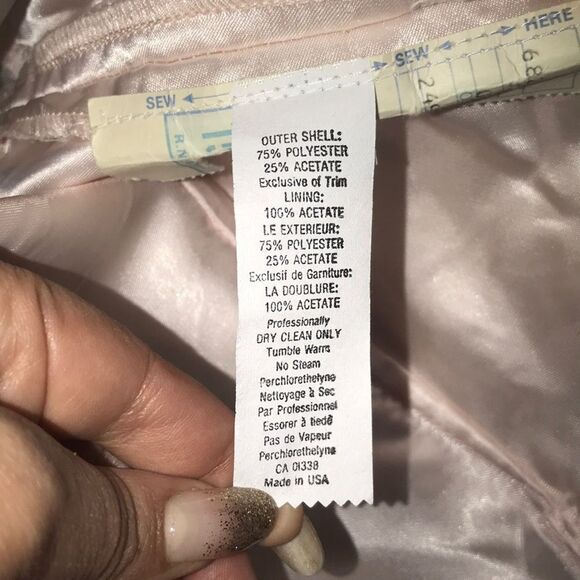 SEW HERE
SEW
OUTER SHELL:
75% POLYESTER
25% ACETATE
Exclusive of Trim
LINING:
100% ACETATE
LE EXTERIEUR:
75% POLYESTER
25% ACETATE
Exclusif de Garniture:
LA DOUBLURE:
100% ACETATE
Professionally
DRY CLEAN ONLY
Tumble Warm
No Steam
Perchlorethelyne
Nettoyage à Sec
Par Professionnel
Essorer à tiedé
Pas de Vapeur
Perchlorethelyne
CA 01338
Made in USA